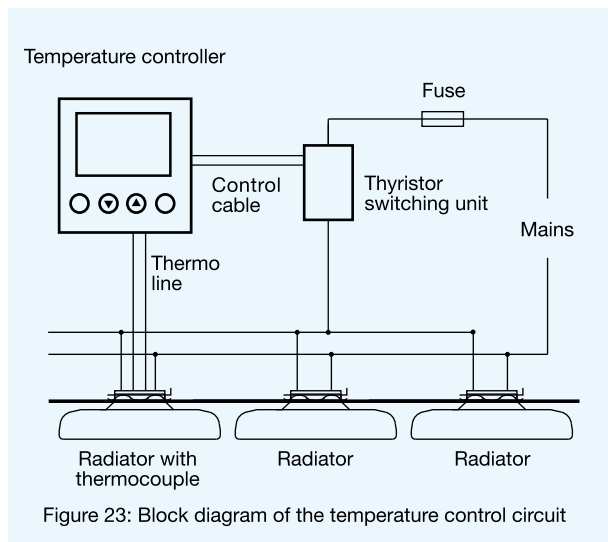 Temperature controller
Fuse
Control
cable
Thyristor
switching unit
Mains
Thermo
line
Radiator with
thermocouple
Radiator
Radiator
Figure 23: Block diagram of the temperature control circuit